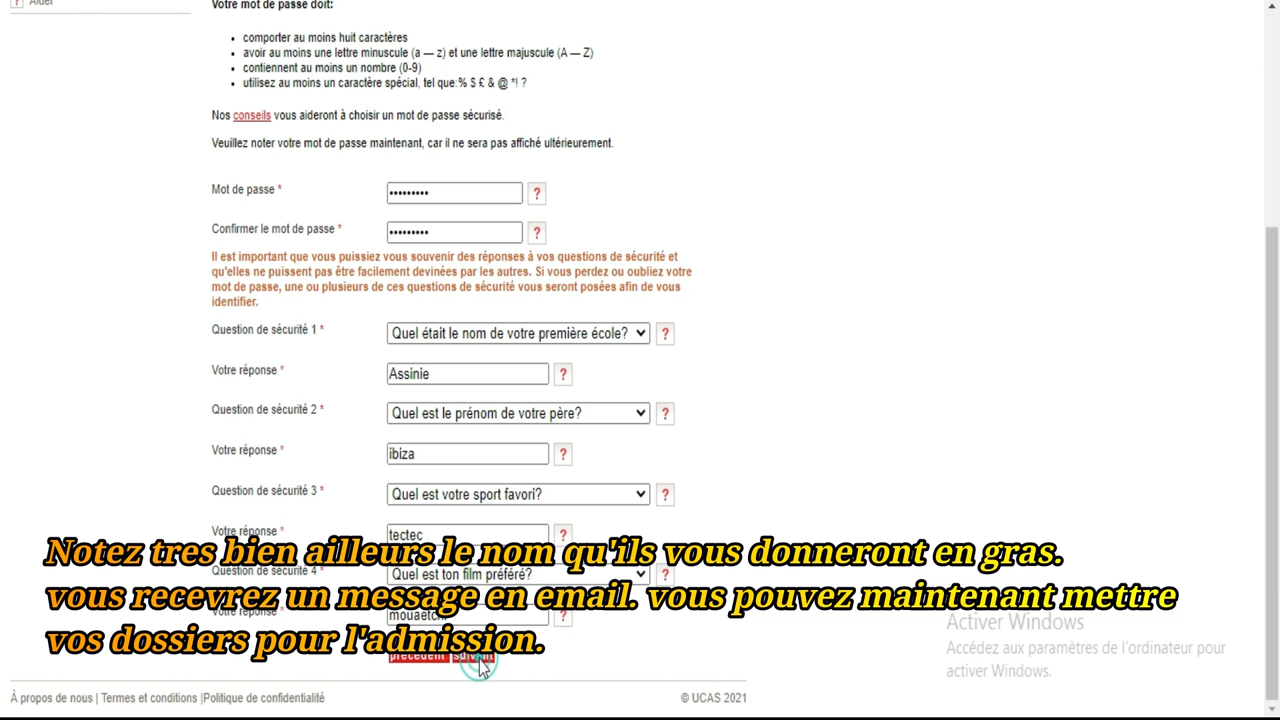 ? Aider
Votre mot de passe doit:
• comporter au moins huit caractères
• avoir au moins une lettre minuscule (a — z) et une lettre majuscule (A — Z)
• contiennent au moins un nombre (0-9)
• utilisez au moins un caractère spécial, tel que:% $ £ & @ *! ?
Nos conseils vous aideront à choisir un mot de passe sécurisé.
Veuillez noter votre mot de passe maintenant, car il ne sera pas affiché ultérieurement.
Mot de passe * ••••••••• ?
Confirmer le mot de passe * ••••••••• ?
Il est important que vous puissiez vous souvenir des réponses à vos questions de sécurité et
qu'elles ne puissent pas être facilement devinées par les autres. Si vous perdez ou oubliez votre
mot de passe, une ou plusieurs de ces questions de sécurité vous seront posées afin de vous
identifier.
Question de sécurité 1 * Quel était le nom de votre première école? ?
Votre réponse * Assinie ?
Question de sécurité 2 * Quel est le prénom de votre père? ?
Votre réponse * ibiza ?
Question de sécurité 3 * Quel est votre sport favori? ?
Votre réponse * tectec ?
Notez tres bien ailleurs le nom qu'ils vous donneront en gras.
Question de sécurité 4 * Quel est ton film préféré? ?
vous recevrez un message en email. vous pouvez maintenant mettre
Votre réponse * ?
vos dossiers pour l'admission.
précédent suivant
Activer Windows
Accédez aux paramètres de l'ordinateur pour
activer Windows.
À propos de nous | Termes et conditions |Politique de confidentialité © UCAS 2021